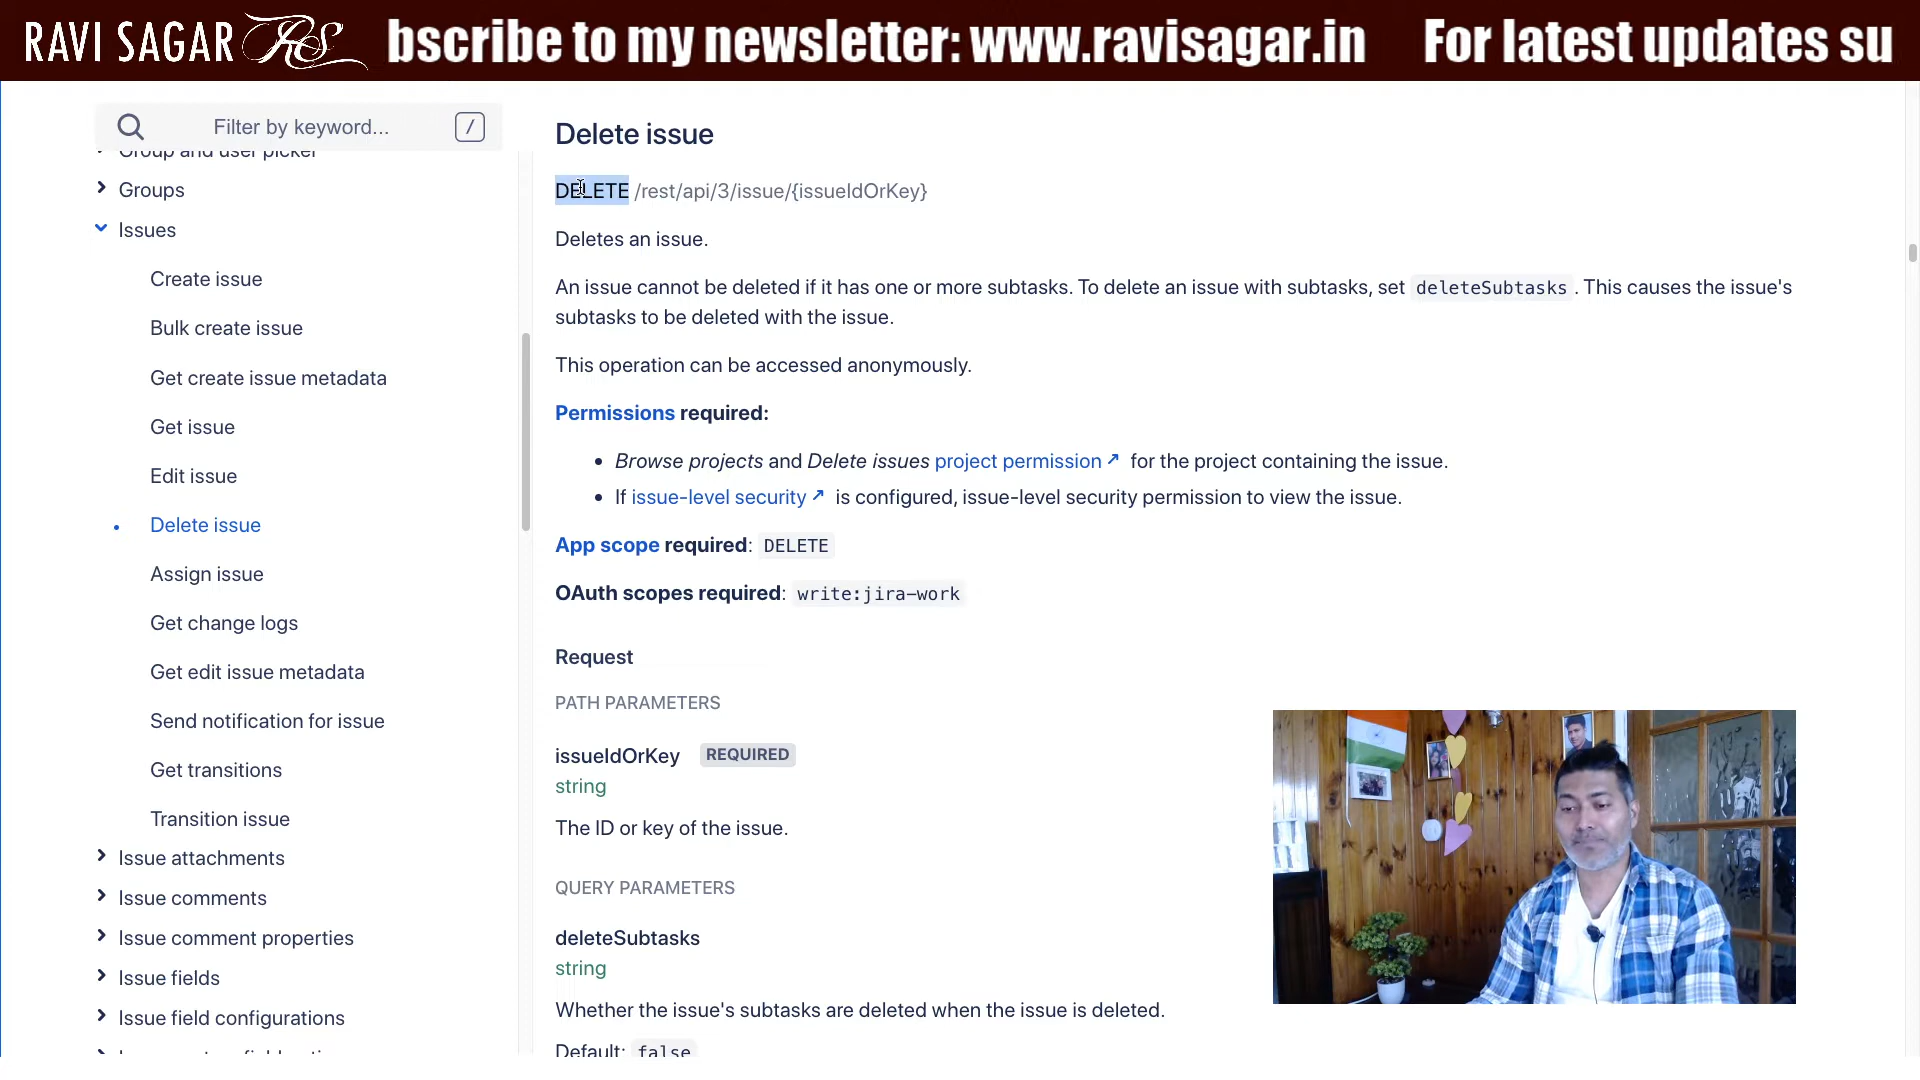 RAVI SAGAR RS bscribe to my newsletter: www.ravisagar.in For latest updates su
Filter by keyword... /
Group and user picker
Groups
Issues
Create issue
Bulk create issue
Get create issue metadata
Get issue
Edit issue
Delete issue
Assign issue
Get change logs
Get edit issue metadata
Send notification for issue
Get transitions
Transition issue
Issue attachments
Issue comments
Issue comment properties
Issue fields
Issue field configurations
Delete issue
DELETE /rest/api/3/issue/{issueIdOrKey}
Deletes an issue.
An issue cannot be deleted if it has one or more subtasks. To delete an issue with subtasks, set deleteSubtasks . This causes the issue's
subtasks to be deleted with the issue.
This operation can be accessed anonymously.
Permissions required:
• Browse projects and Delete issues project permission ↗ for the project containing the issue.
• If issue-level security ↗ is configured, issue-level security permission to view the issue.
App scope required: DELETE
OAuth scopes required: write:jira-work
Request
PATH PARAMETERS
issueIdOrKey REQUIRED
string
The ID or key of the issue.
QUERY PARAMETERS
deleteSubtasks
string
Whether the issue's subtasks are deleted when the issue is deleted.
Default: false